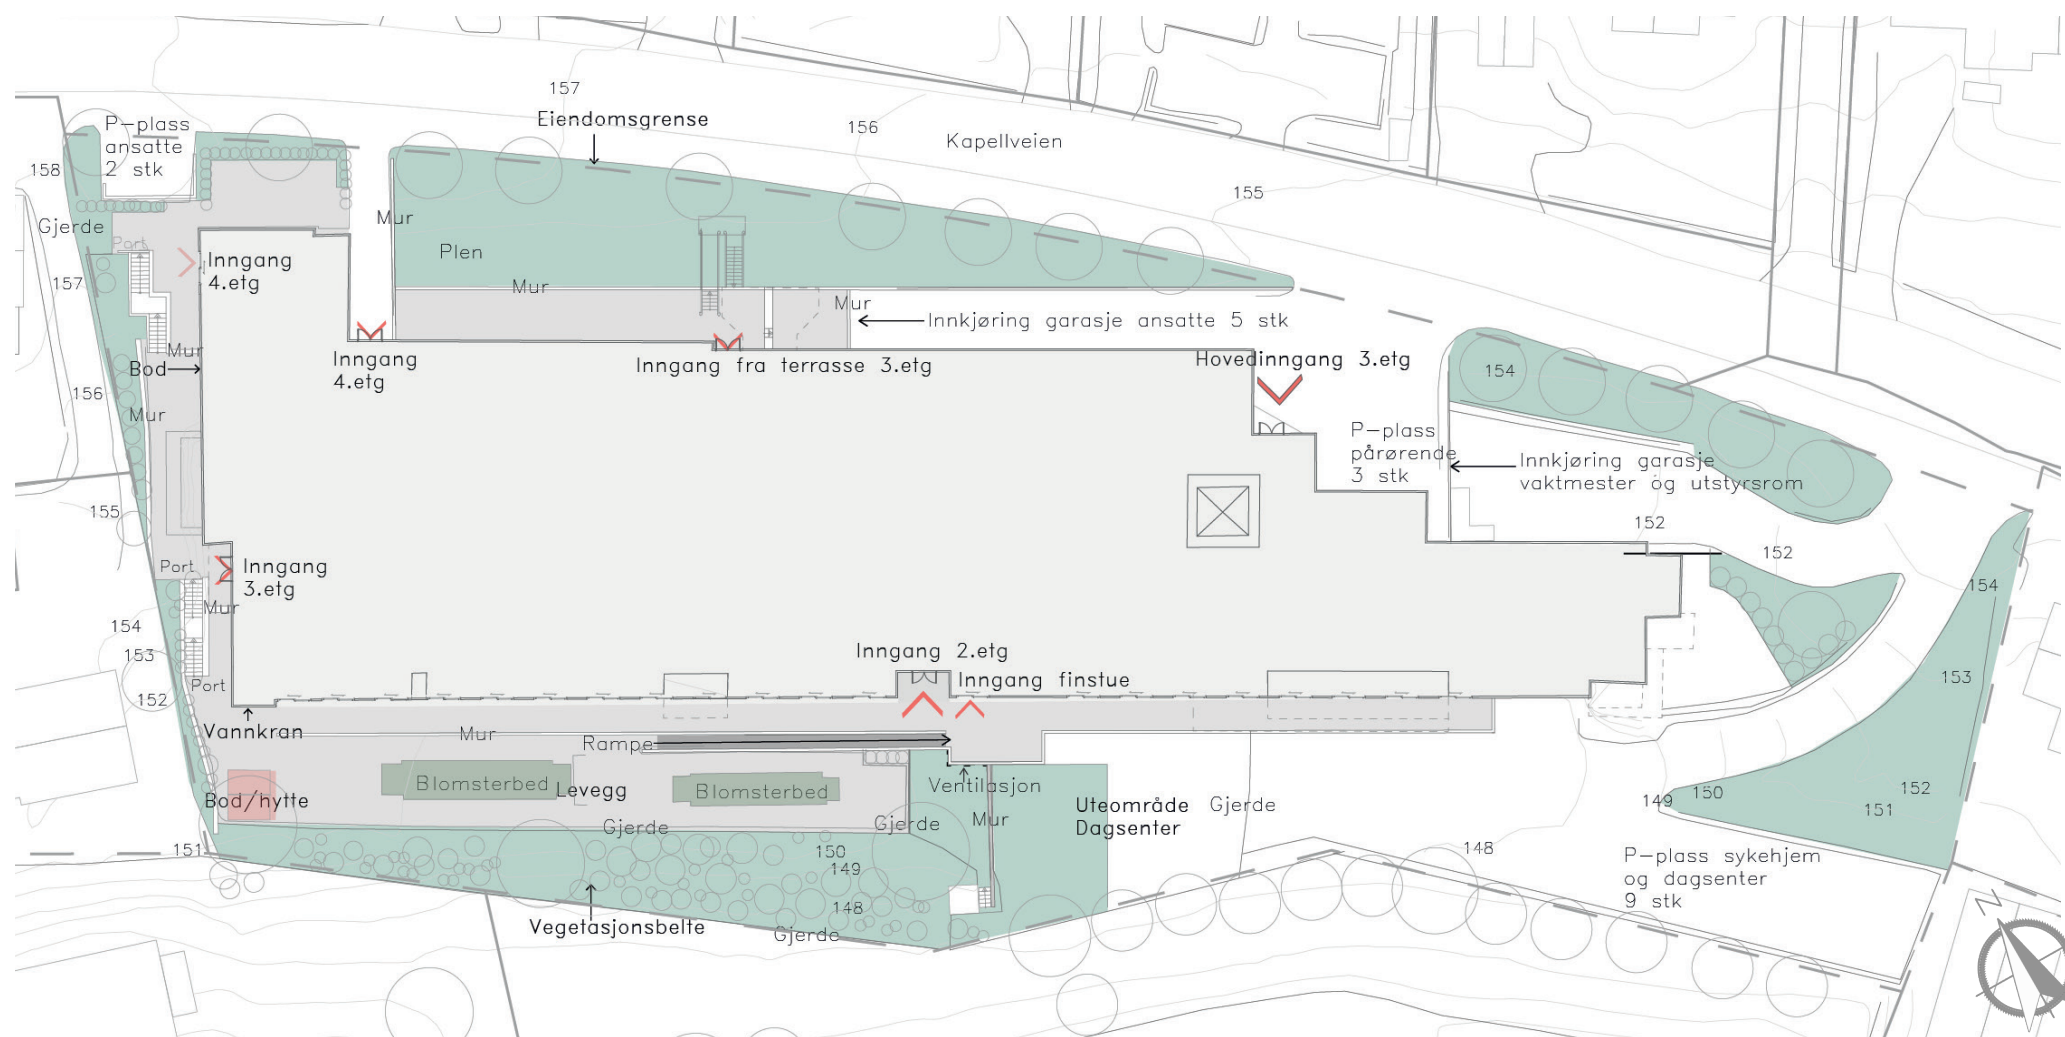 157
Eiendomsgrense
P-plass
ansatte
2 stk
156
Kapellveien
158
155
Mur
Gjerde
Port
Plen
Inngang
4.etg
157
Mur
Mur
Innkjøring garasje ansatte 5 stk
Mur
Bod
Inngang
4.etg
Inngang fra terrasse 3.etg
Hovedinngang 3.etg
154
156
Mur
P-plass
pårørende
3 stk
Innkjøring garasje
vaktmester og utstyrsrom
155
152
152
Port
Inngang
3.etg
154
Mur
154
153
Inngang 2.etg
Port
Inngang finstue
153
152
Vannkran
Mur
Rampe
Blomsterbed
Levegg
Blomsterbed
Ventilasjon
Bod/hytte
Uteområde
Dagsenter
Gjerde
149
150
152
151
Gjerde
Gjerde
Mur
151
150
149
148
P-plass sykehjem
og dagsenter
9 stk
148
Vegetasjonsbelte
Gjerde
N